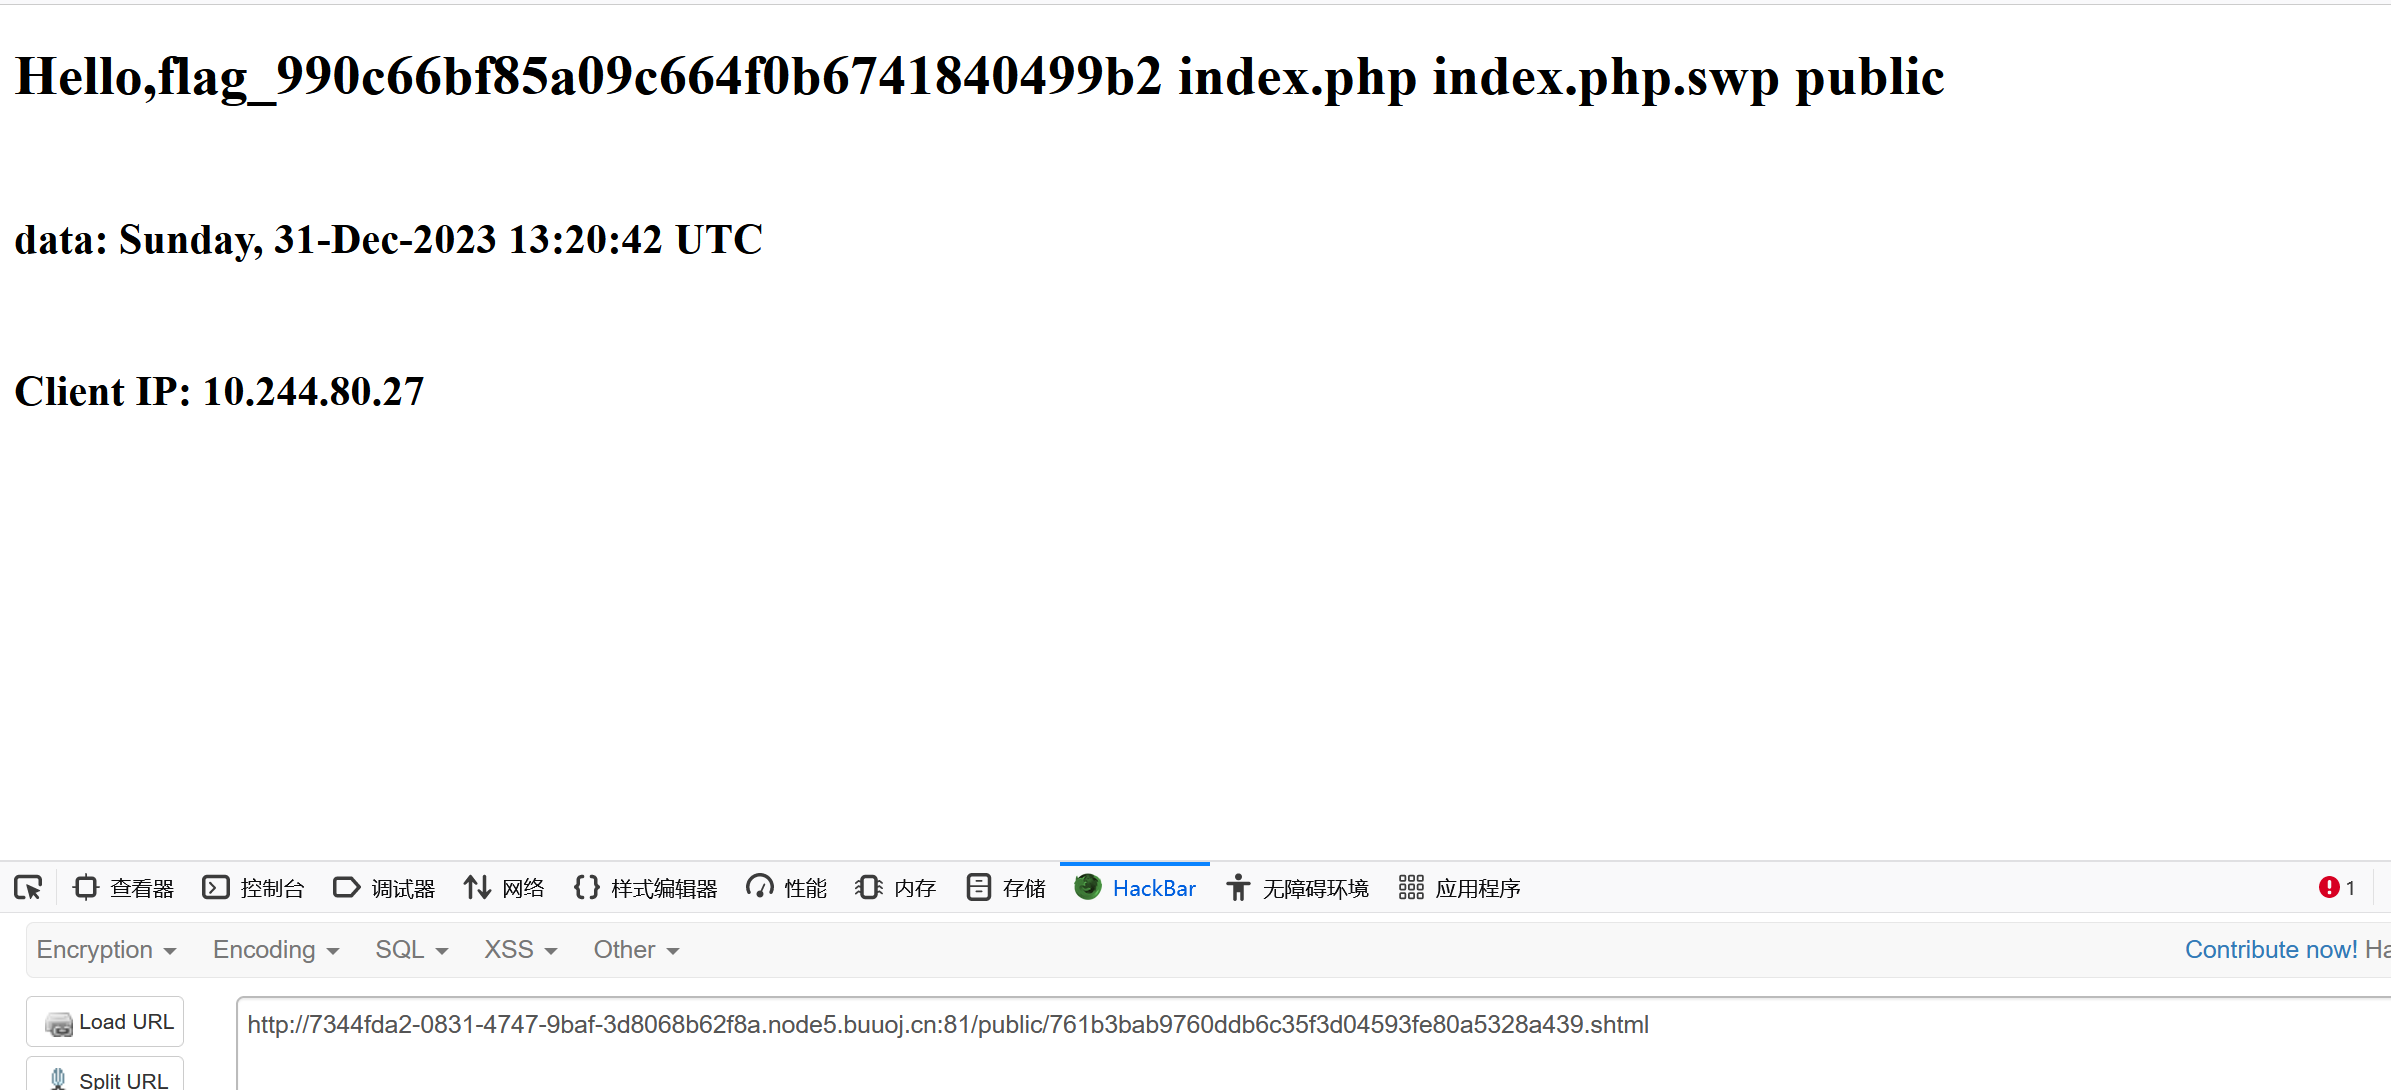 Hello,flag_990c66bf85a09c664f0b6741840499b2 index.php index.php.swp public
data: Sunday, 31-Dec-2023 13:20:42 UTC
Client IP: 10.244.80.27
查看器 控制台 调试器 网络 样式编辑器 性能 内存 存储 HackBar 无障碍环境 应用程序 1
Encryption Encoding SQL XSS Other Contribute now! Ha
Load URL http://7344fda2-0831-4747-9baf-3d8068b62f8a.node5.buuoj.cn:81/public/761b3bab9760ddb6c35f3d04593fe80a5328a439.shtml
Split URL